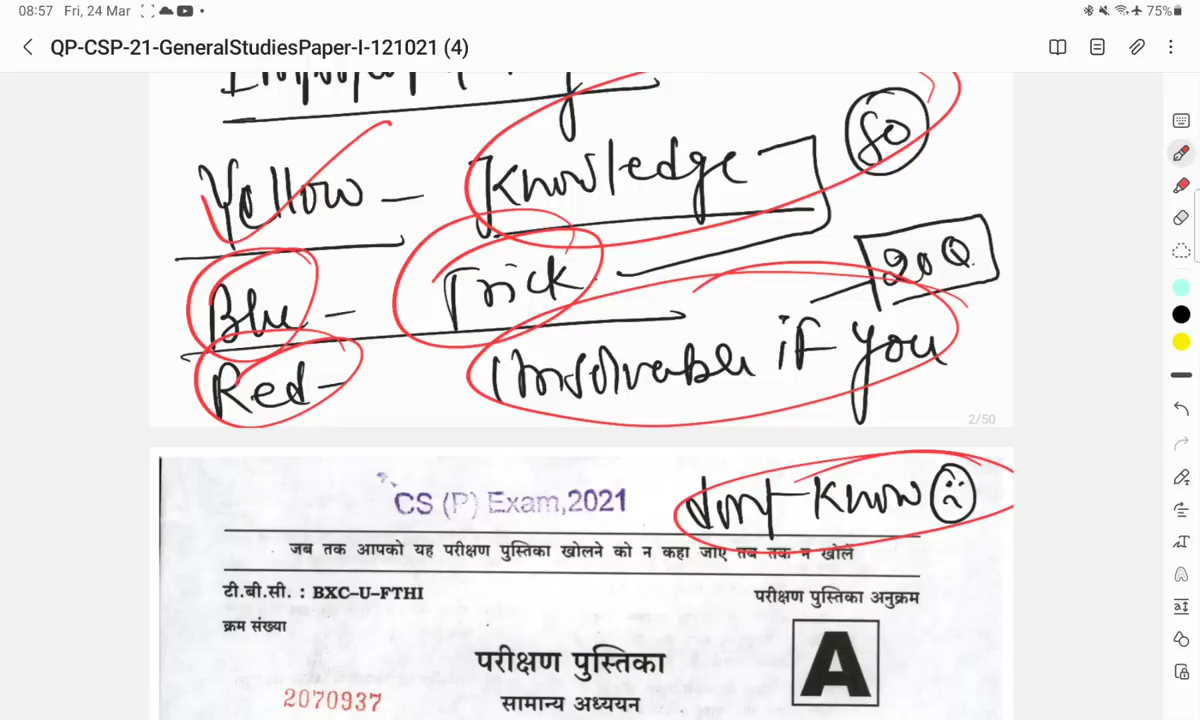 08:57 Fri, 24 Mar
75%
QP-CSP-21-GeneralStudiesPaper-I-121021 (4)
Yellow - Knowledge
80
Blue - Trick
20Q
Red - Unsolvable if you
2/50
dont know
CS (P) Exam,2021
जब तक आपको यह परीक्षण पुस्तिका खोलने को न कहा जाए तब तक न खोलें
टी.बी.सी. : BXC-U-FTHI
परीक्षण पुस्तिका अनुक्रम
क्रम संख्या
परीक्षण पुस्तिका
A
2070937
सामान्य अध्ययन